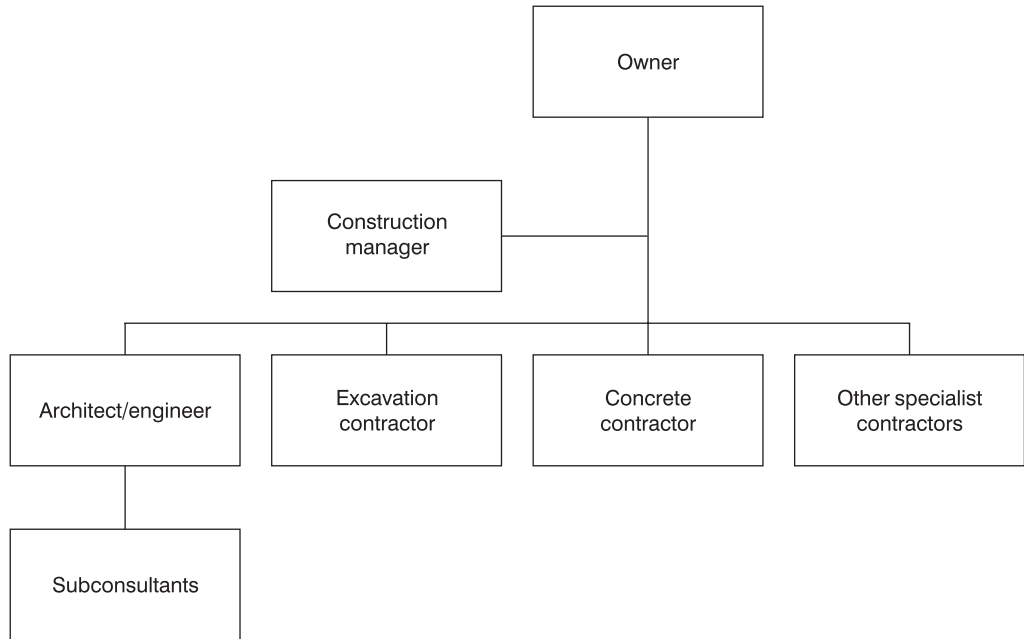 Owner
Construction
manager
Architect/engineer
Excavation
contractor
Concrete
contractor
Other specialist
contractors
Subconsultants